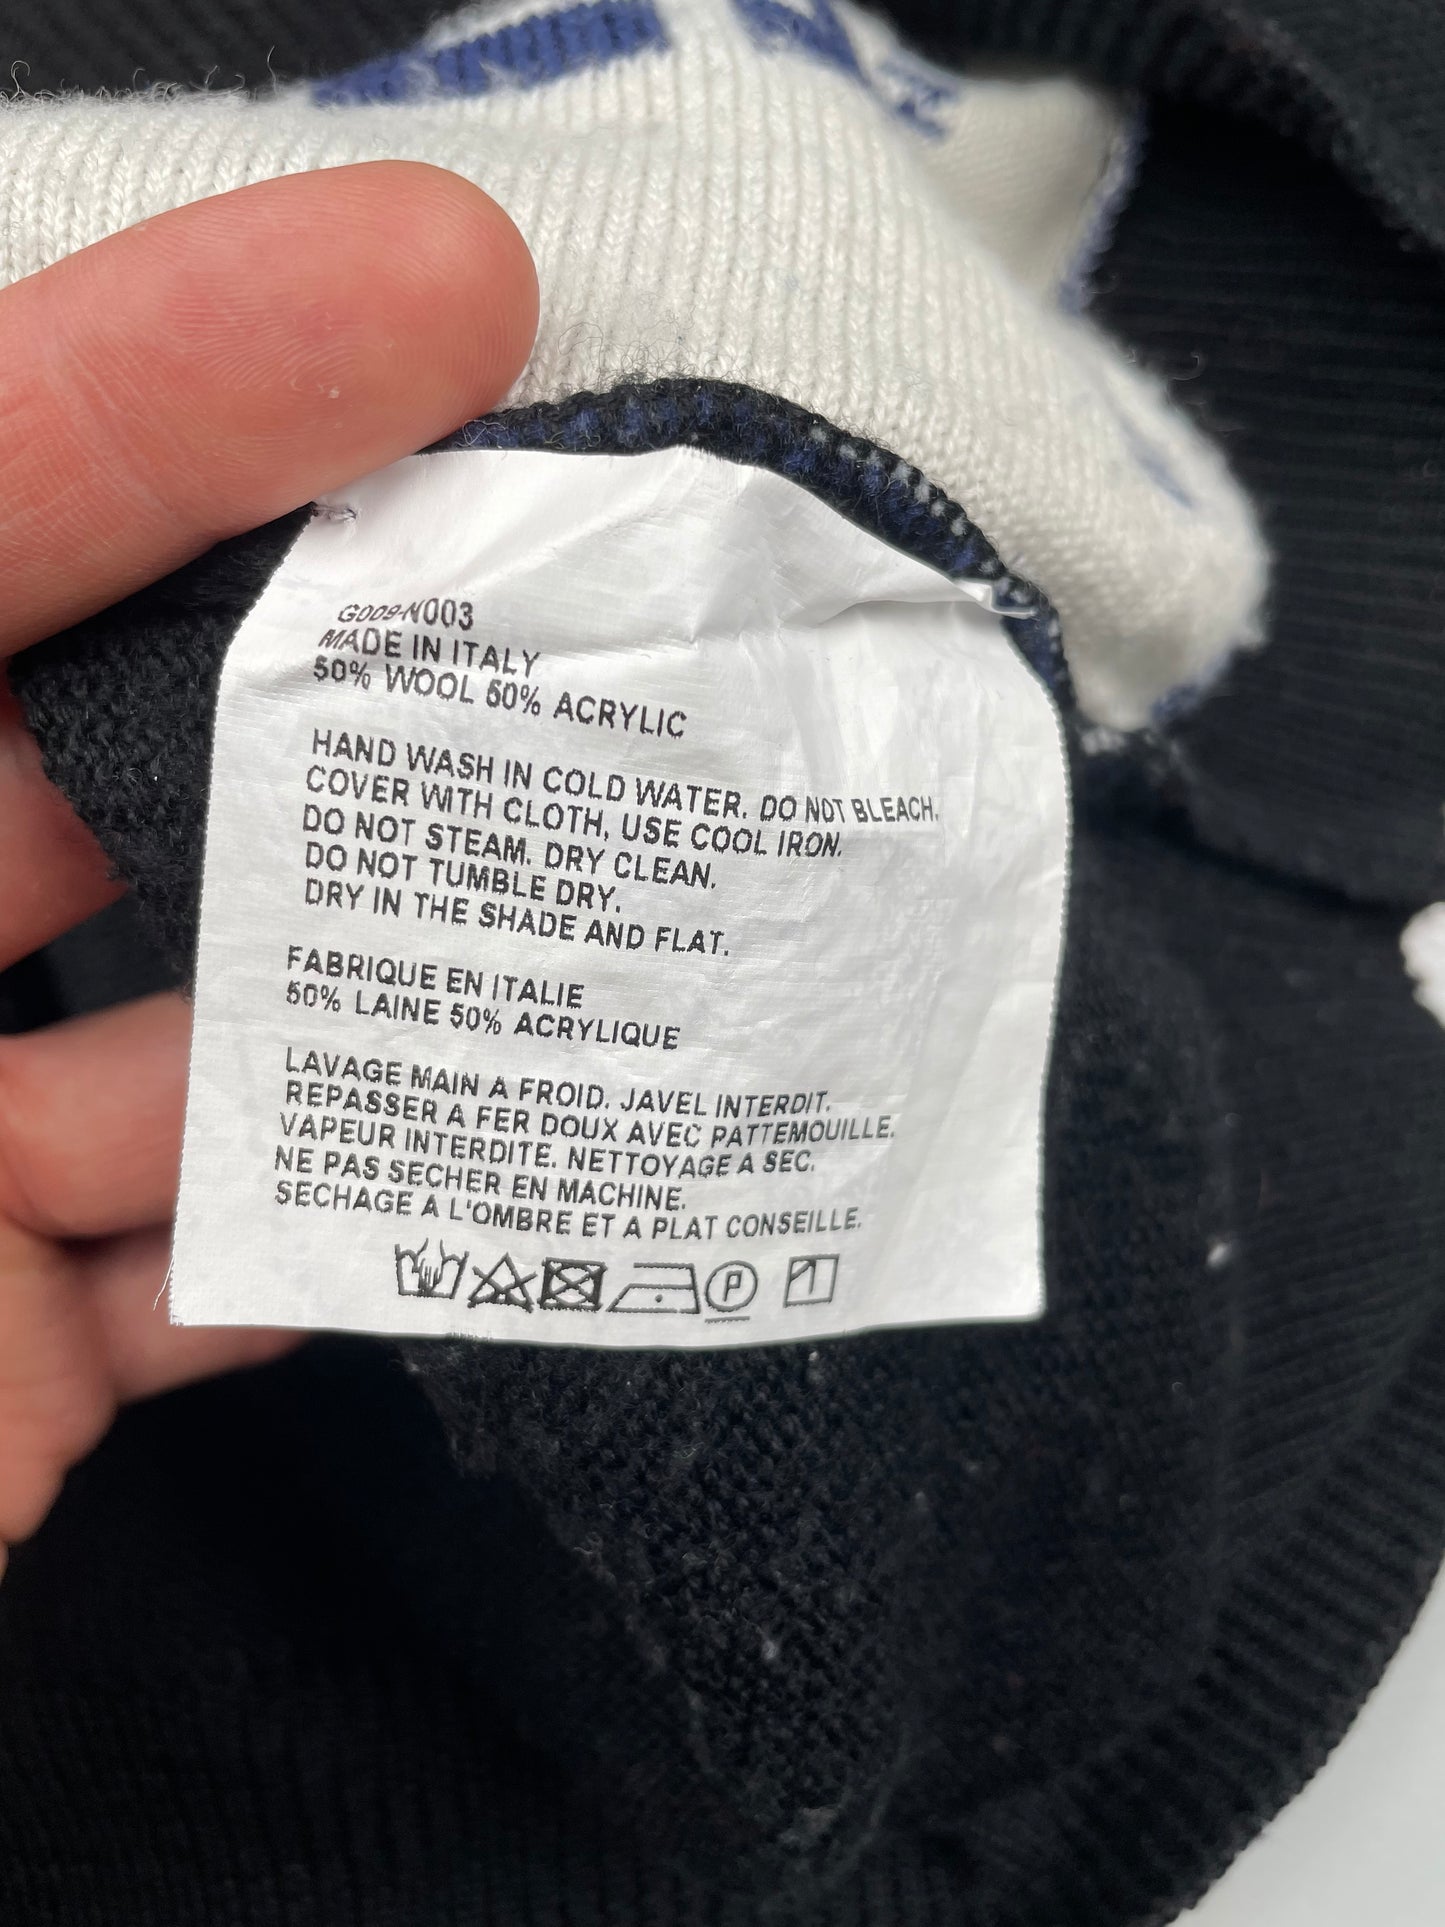 G009-N003
MADE IN ITALY
50% WOOL 50% ACRYLIC
HAND WASH IN COLD WATER. DO NOT BLEACH.
COVER WITH CLOTH, USE COOL IRON.
DO NOT STEAM. DRY CLEAN.
DO NOT TUMBLE DRY.
DRY IN THE SHADE AND FLAT.
FABRIQUE EN ITALIE
50% LAINE 50% ACRYLIQUE
LAVAGE MAIN A FROID. JAVEL INTERDIT.
REPASSER A FER DOUX AVEC PATTEMOUILLE.
VAPEUR INTERDITE. NETTOYAGE A SEC.
NE PAS SECHER EN MACHINE.
SECHAGE A L'OMBRE ET A PLAT CONSEILLE.
P